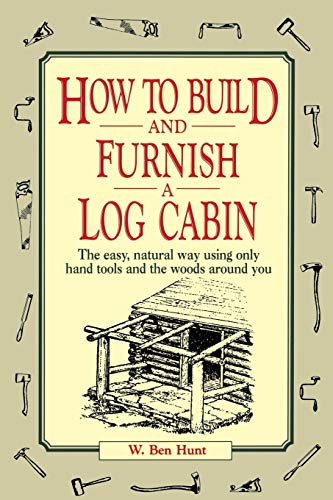 HOW TO BUILD
AND
FURNISH
A
LOG CABIN
The easy, natural way using only
hand tools and the woods around you
W. BEN HUNT